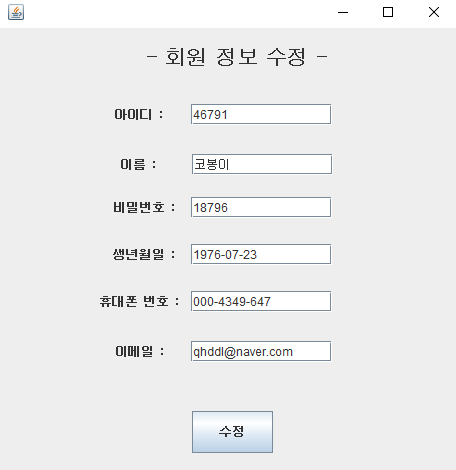 - 회원 정보 수정 -
아이디 : 46791
이름 : 코봉이
비밀번호 : 18796
생년월일 : 1976-07-23
휴대폰 번호 : 000-4349-647
이메일 : qhddl@naver.com
수정